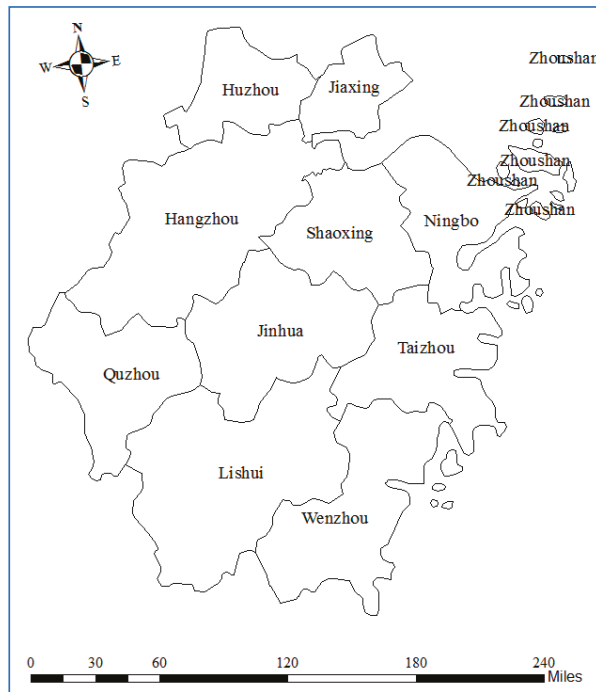 N
W E
S
Zhoushan
Huzhou Jiaxing
Zhoushan
Zhoushan
Zhoushan
Zhoushan
Hangzhou Shaoxing Ningbo Zhoushan
Jinhua Taizhou
Quzhou
Lishui
Wenzhou
0 30 60 120 180 240
Miles